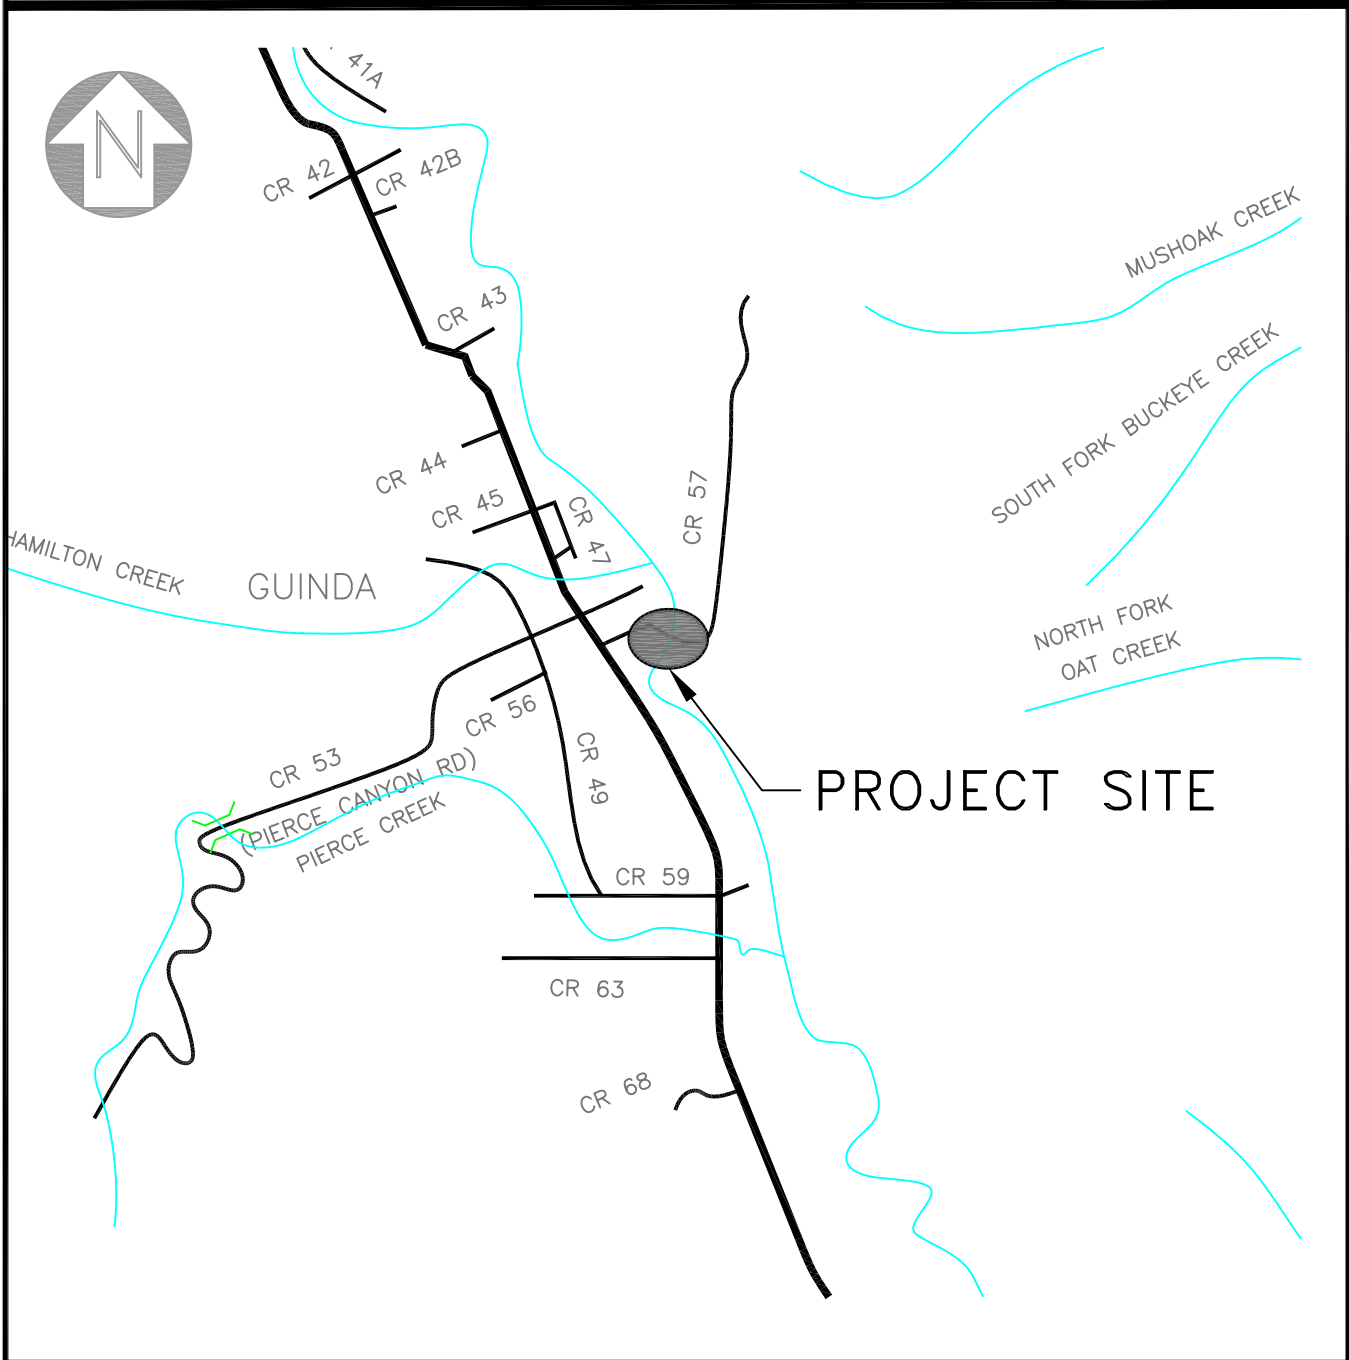 41A
N
CR 42
CR 42B
MUSHOAK CREEK
CR 43
SOUTH FORK BUCKEYE CREEK
CR 44
CR 45
CR 47
CR 57
HAMILTON CREEK
GUINDA
NORTH FORK
OAT CREEK
CR 56
CR 53
(PIERCE CANYON RD)
PIERCE CREEK
CR 49
PROJECT SITE
CR 59
CR 63
CR 68